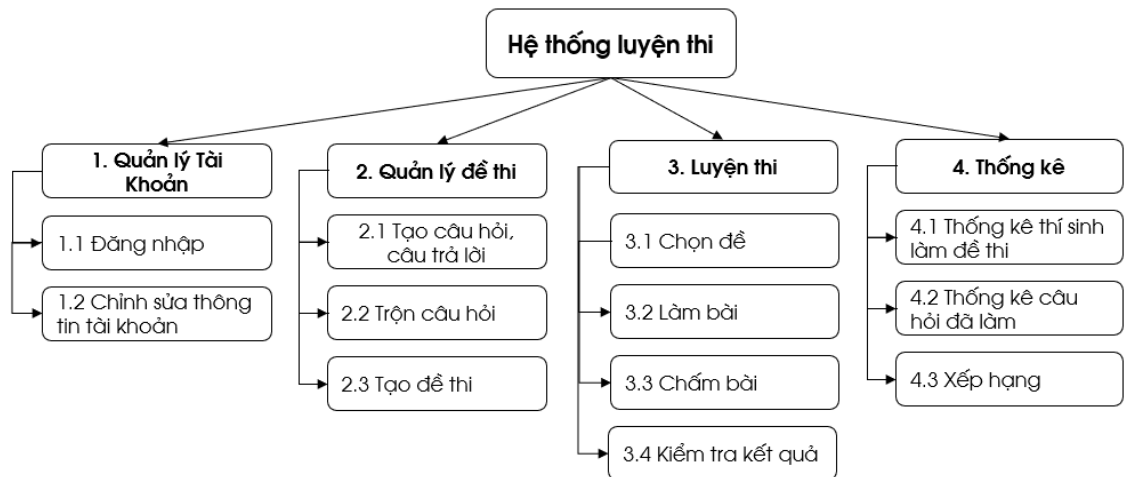 Hệ thống luyện thi
1. Quản lý Tài
Khoản
1.1 Đăng nhập
1.2 Chỉnh sửa thông
tin tài khoản
2. Quản lý đề thi
2.1 Tạo câu hỏi,
câu trả lời
2.2 Trộn câu hỏi
2.3 Tạo đề thi
3. Luyện thi
3.1 Chọn đề
3.2 Làm bài
3.3 Chấm bài
3.4 Kiểm tra kết quả
4. Thống kê
4.1 Thống kê thí sinh
làm đề thi
4.2 Thống kê câu
hỏi đã làm
4.3 Xếp hạng